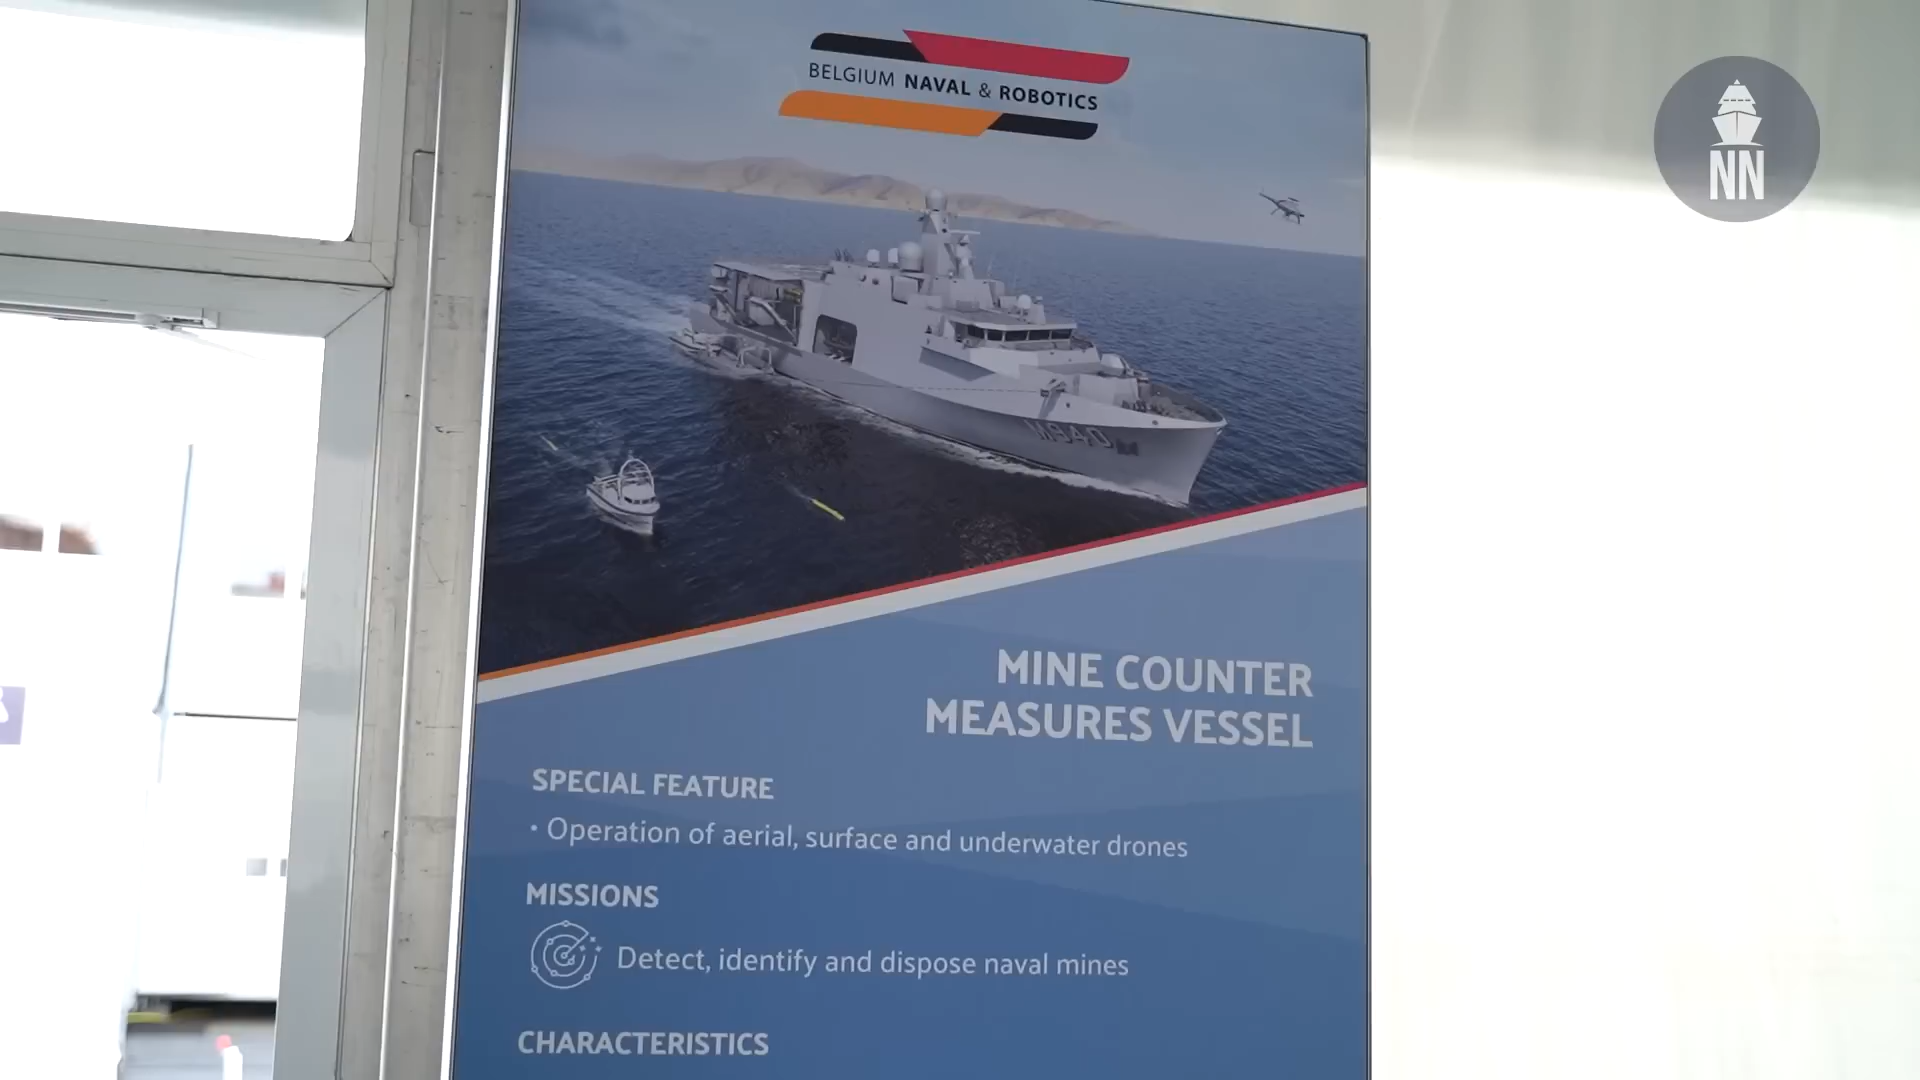 BELGIUM NAVAL & ROBOTICS
NN
M940
MINE COUNTER
MEASURES VESSEL
SPECIAL FEATURE
• Operation of aerial, surface and underwater drones
MISSIONS
Detect, identify and dispose naval mines
CHARACTERISTICS